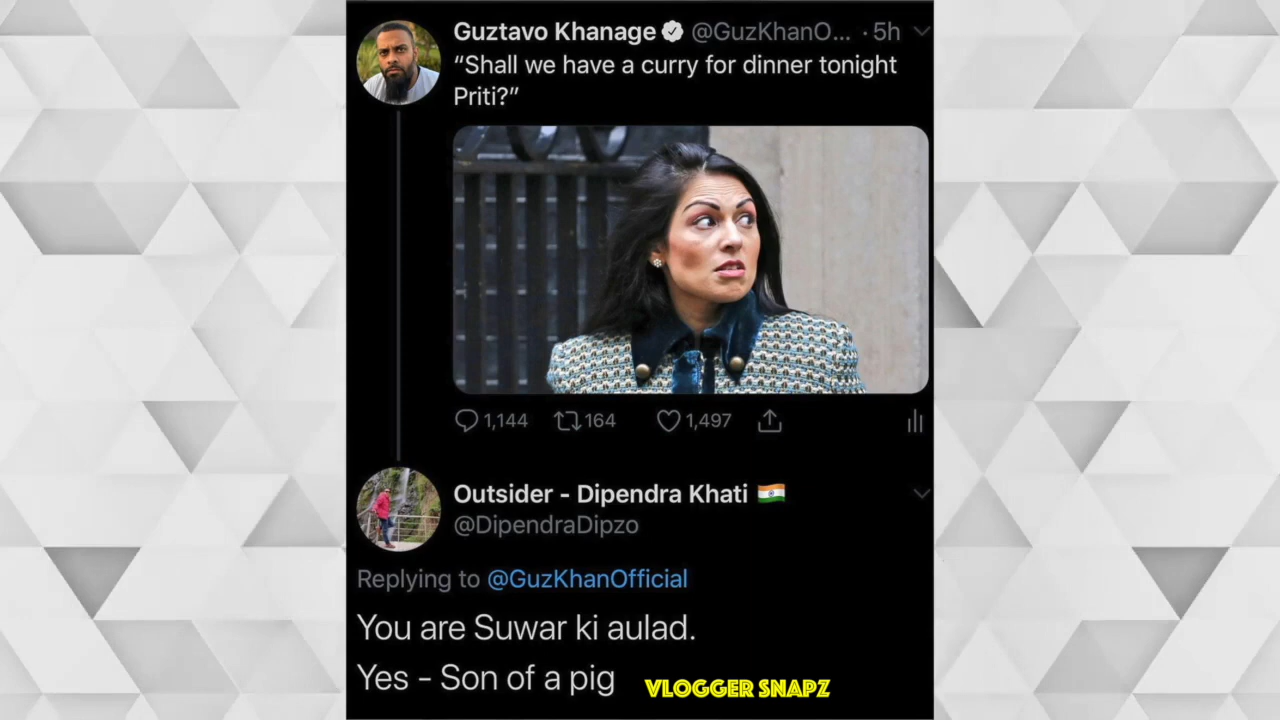 Guztavo Khanage @GuzKhanO... · 5h
“Shall we have a curry for dinner tonight
Priti?”
1,144 164 1,497
Outsider - Dipendra Khati 🇮🇳
@DipendraDipzo
Replying to @GuzKhanOfficial
You are Suwar ki aulad.
Yes - Son of a pig
VLOGGER SNAPZ